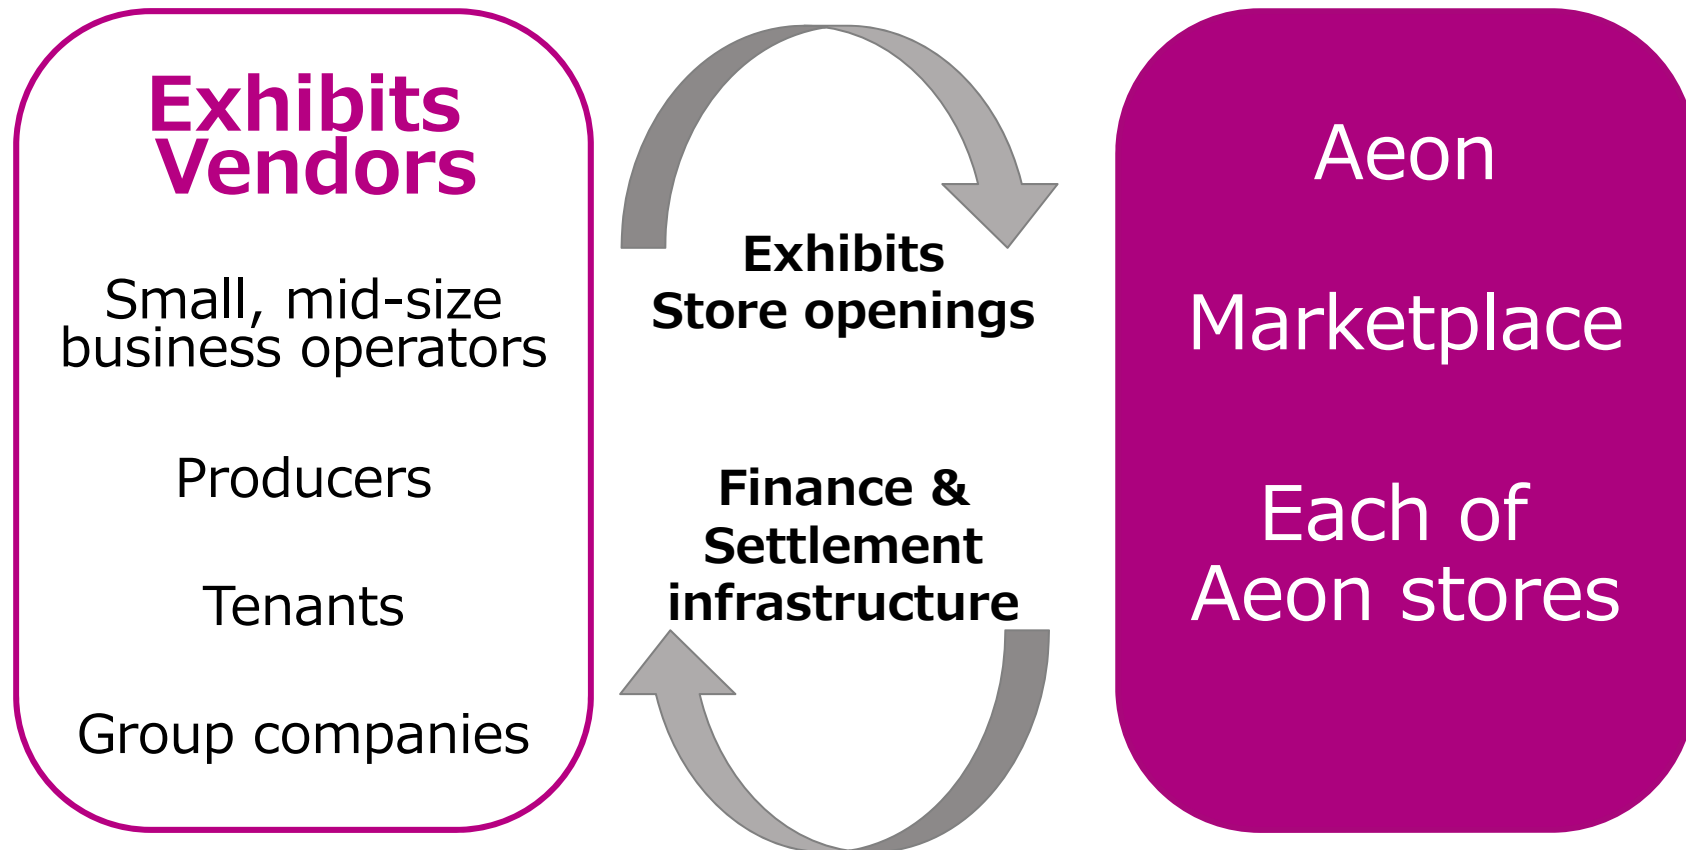 Exhibits
Vendors
Small, mid-size
business operators
Producers
Tenants
Group companies
Exhibits
Store openings
Finance &
Settlement
infrastructure
Aeon
Marketplace
Each of
Aeon stores